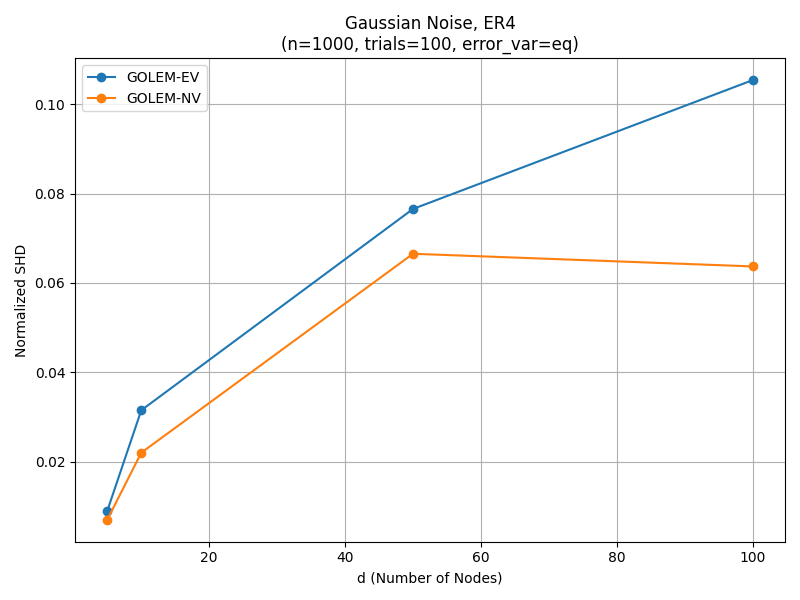 Gaussian Noise, ER4
(n=1000, trials=100, error_var=eq)
GOLEM-EV
GOLEM-NV
Normalized SHD
0.10
0.08
0.06
0.04
0.02
20 40 60 80 100
d (Number of Nodes)